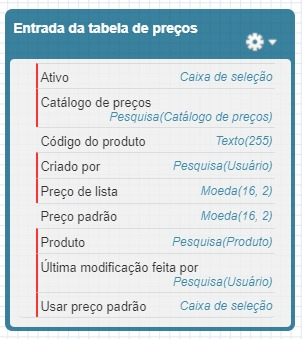 Entrada da tabela de preços
Ativo Caixa de seleção
Catálogo de preços
Pesquisa(Catálogo de preços)
Código do produto Texto(255)
Criado por Pesquisa(Usuário)
Preço de lista Moeda(16, 2)
Preço padrão Moeda(16, 2)
Produto Pesquisa(Produto)
Última modificação feita por
Pesquisa(Usuário)
Usar preço padrão Caixa de seleção